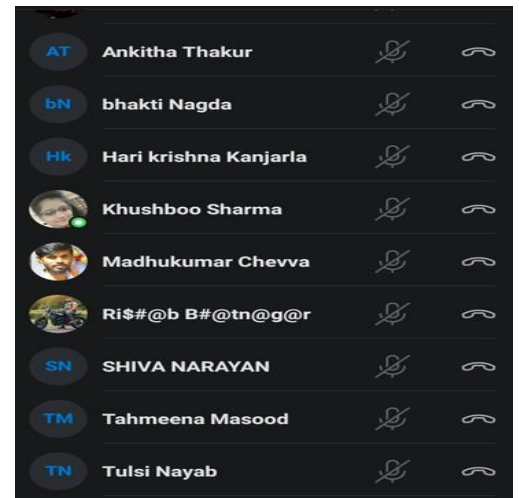 AT Ankitha Thakur
bN bhakti Nagda
Hk Hari krishna Kanjarla
Khushboo Sharma
Madhukumar Chevva
Ri$#@b B#@tn@g@r
SN SHIVA NARAYAN
TM Tahmeena Masood
TN Tulsi Nayab